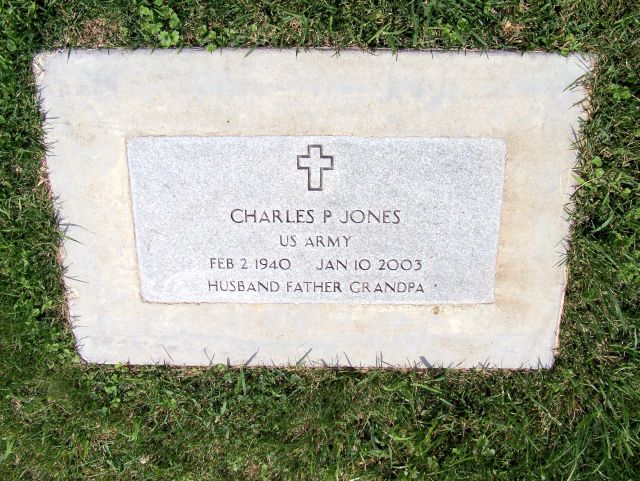 CHARLES P JONES
US ARMY
FEB 2 1940 JAN 10 2003
HUSBAND FATHER GRANDPA